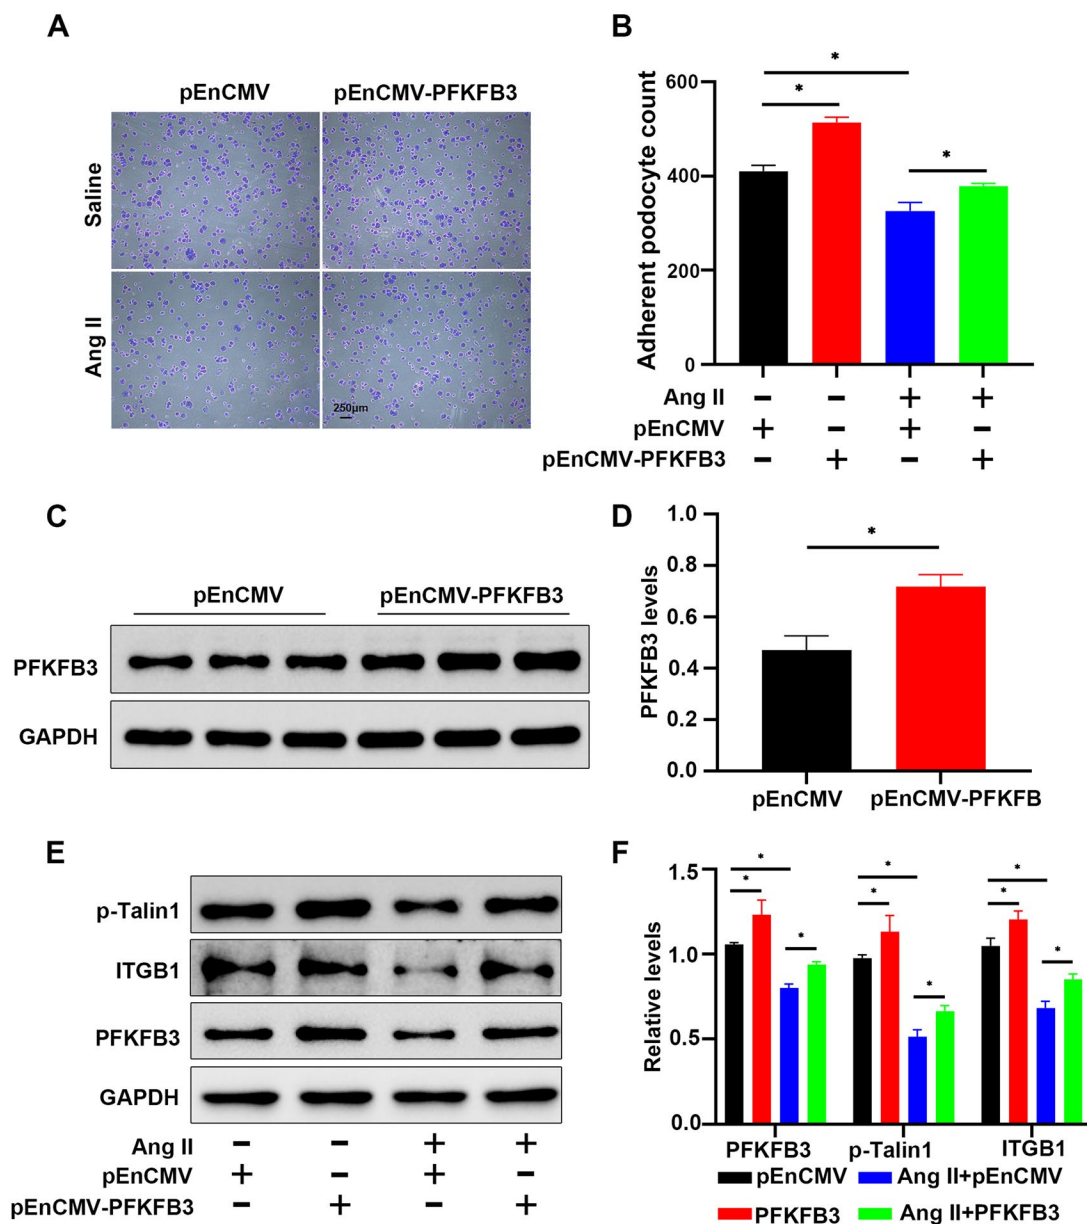 A
pEnCMV pEnCMV-PFKFB3
Saline
Ang II
250μm
B
*
*
*
Adherent podocyte count
600
400
200
0
Ang II - - + +
pEnCMV + - + -
pEnCMV-PFKFB3 - + - +
C
pEnCMV pEnCMV-PFKFB3
PFKFB3
GAPDH
D
*
PFKFB3 levels
1.0
0.8
0.6
0.4
0.2
0.0
pEnCMV pEnCMV-PFKFB
E
p-Talin1
ITGB1
PFKFB3
GAPDH
Ang II - - + +
pEnCMV + - + -
pEnCMV-PFKFB3 - + - +
F
* * *
* * *
* * *
Relative levels
1.5
1.0
0.5
0.0
PFKFB3 p-Talin1 ITGB1
pEnCMV Ang II+pEnCMV
PFKFB3 Ang II+PFKFB3